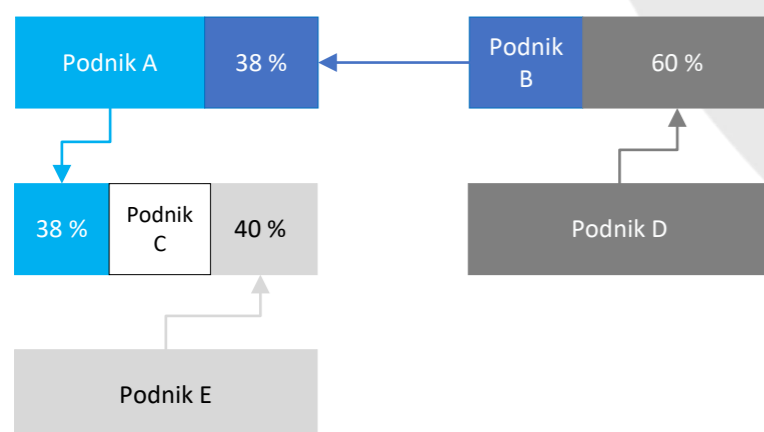 Podnik A
38 %
Podnik
B
60 %
38 %
Podnik
C
40 %
Podnik D
Podnik E